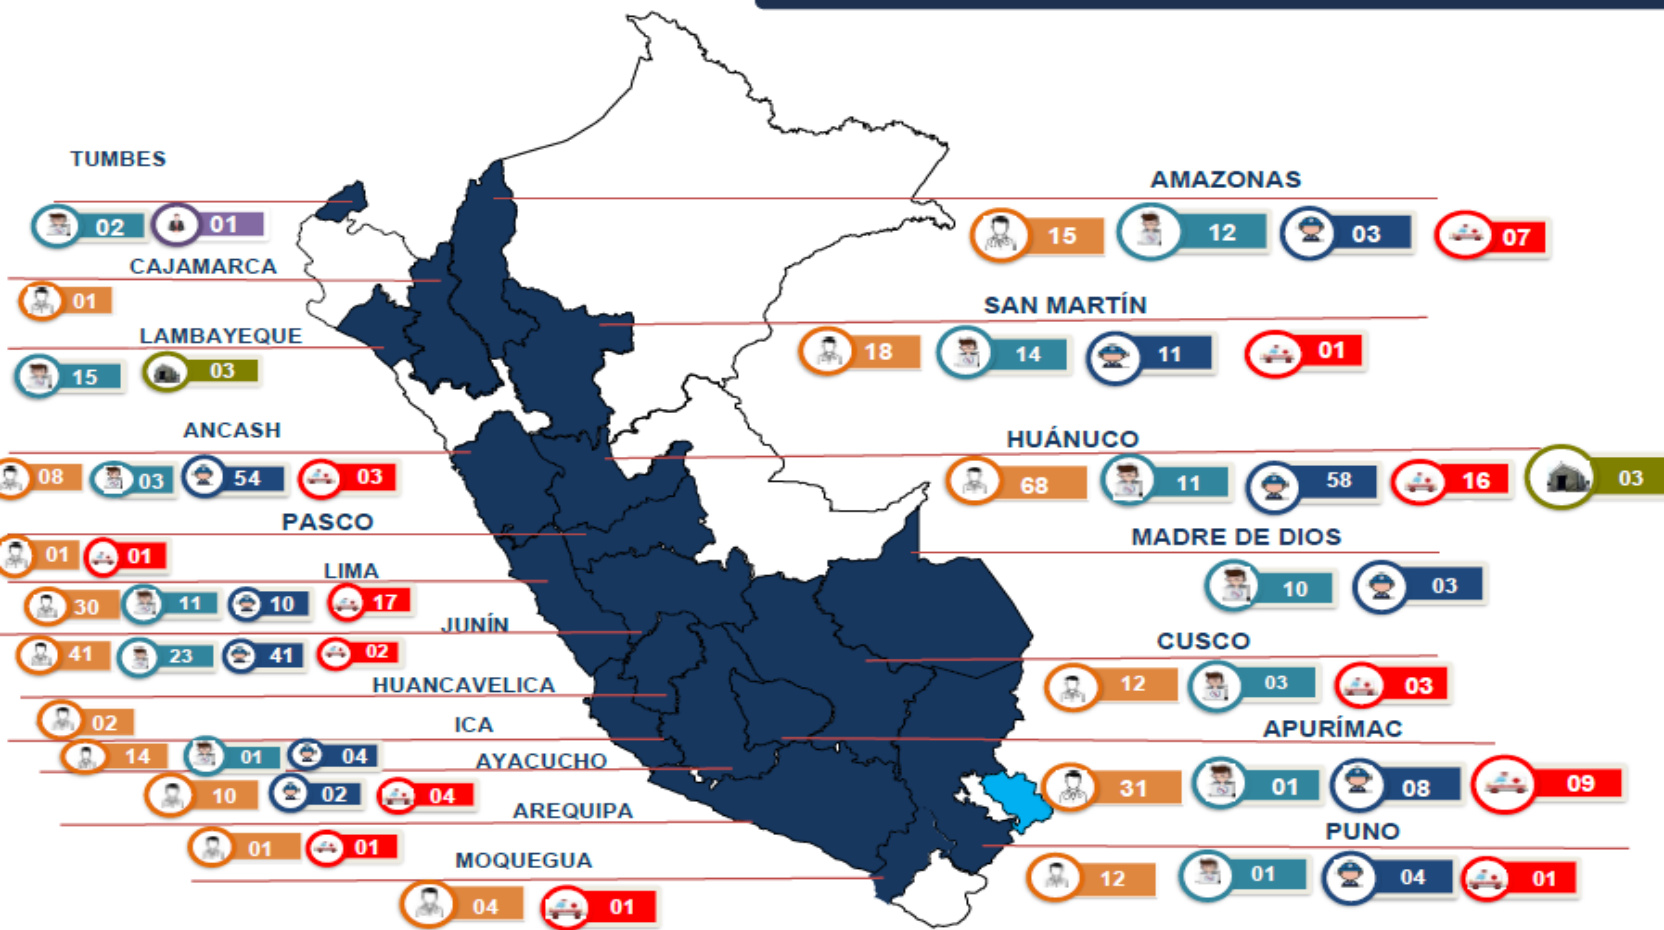 TUMBES
02 01
CAJAMARCA
01
LAMBAYEQUE
15 03
ANCASH
08 03 54 03
PASCO
01 01
LIMA
30 11 10 17
JUNÍN
41 23 41 02
HUANCAVELICA
02
ICA
14 01 04
AYACUCHO
10 02 04
AREQUIPA
01 01
MOQUEGUA
04 01
AMAZONAS
15 12 03 07
SAN MARTÍN
18 14 11 01
HUÁNUCO
68 11 58 16 03
MADRE DE DIOS
10 03
CUSCO
12 03 03
APURÍMAC
31 01 08 09
PUNO
12 01 04 01